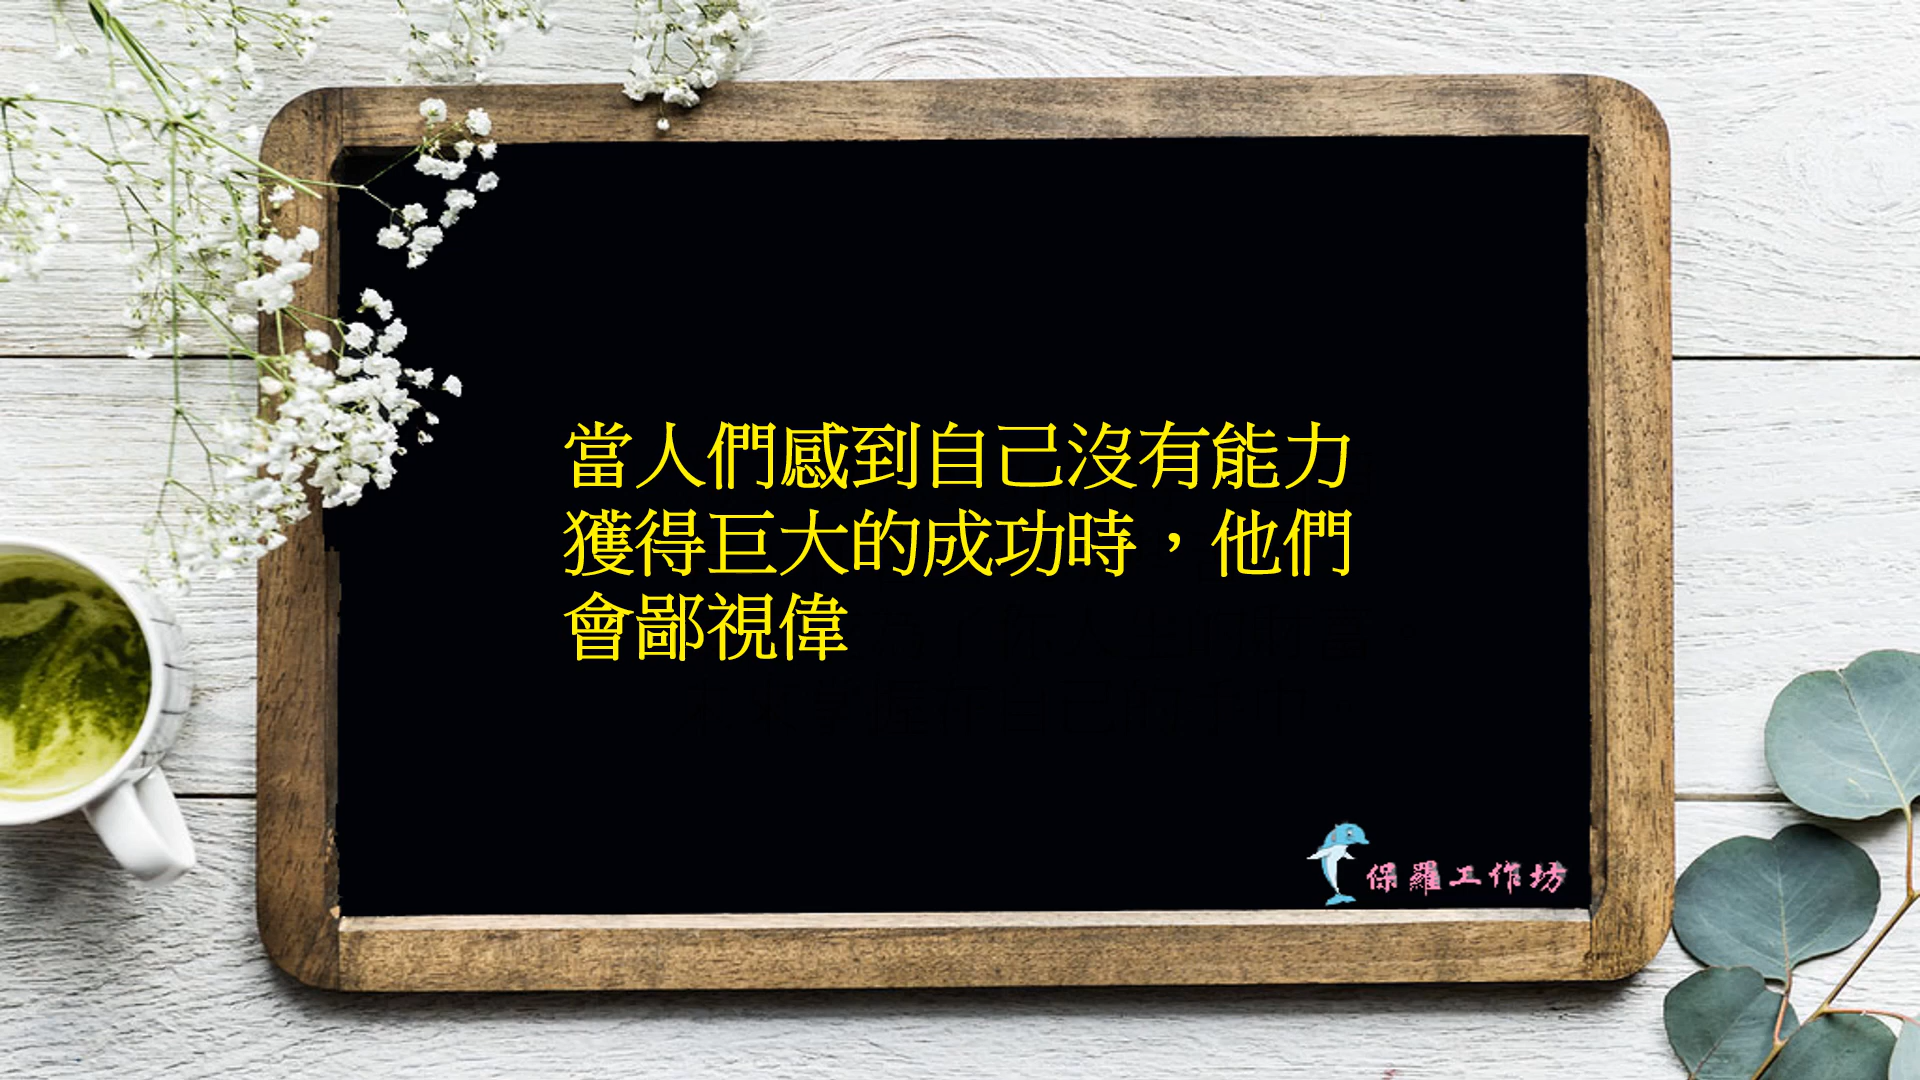 當人們感到自己沒有能力
獲得巨大的成功時，他們
會鄙視偉
保羅工作坊